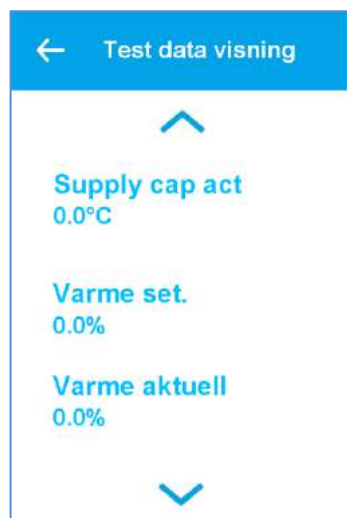 Test data visning
Supply cap act
0.0°C
Varme set.
0.0%
Varme aktuell
0.0%